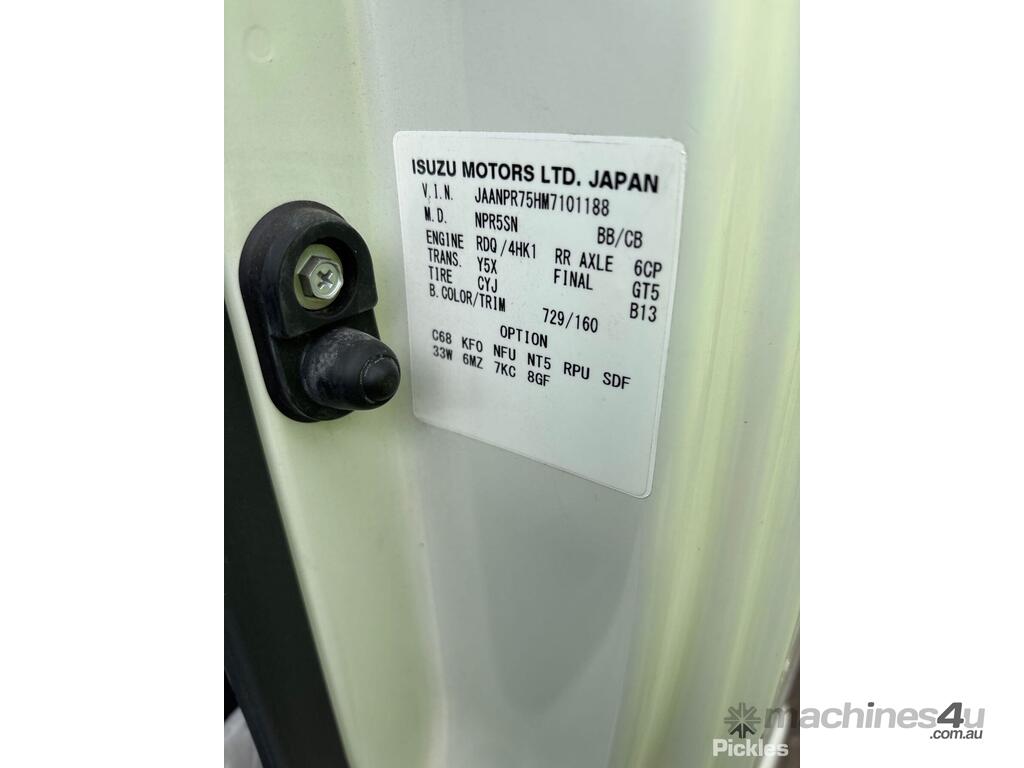 ISUZU MOTORS LTD. JAPAN
V.I.N. JAANPR75HM7101188
M.D. NPR5SN BB/CB
ENGINE RDQ/4HK1 RR AXLE 6CP
TRANS. Y5X FINAL GT5
TIRE CYJ B13
B.COLOR/TRIM 729/160
OPTION
C68 KFO NFU NT5 RPU SDF
33W 6MZ 7KC 8GF
machines4u
.com.au
Pickles